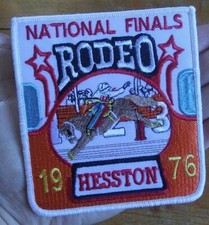 NATIONAL FINALS
RODEO
19 76
HESSTON